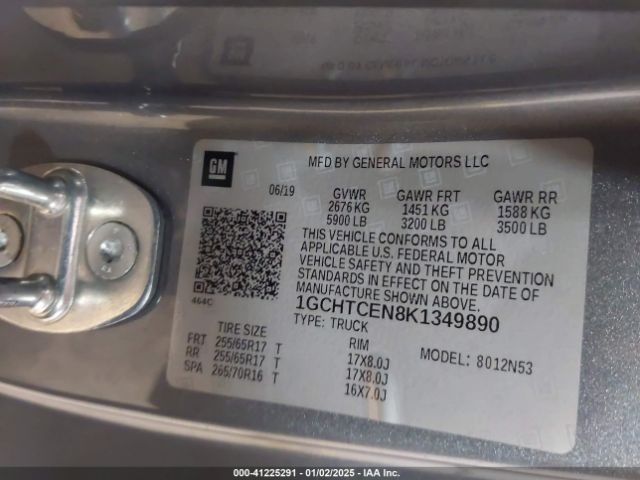 GM
MFD BY GENERAL MOTORS LLC
06/19 GVWR GAWR FRT GAWR RR
2676 KG 1451 KG 1588 KG
5900 LB 3200 LB 3500 LB
THIS VEHICLE CONFORMS TO ALL
APPLICABLE U.S. FEDERAL MOTOR
VEHICLE SAFETY AND THEFT PREVENTION
STANDARDS IN EFFECT ON THE DATE OF
MANUFACTURE SHOWN ABOVE.
464C
1GCHTCEN8K1349890
TYPE: TRUCK
TIRE SIZE RIM MODEL: 8012N53
FRT 255/65R17 T 17X8.0J
RR 255/65R17 T 17X8.0J
SPA 265/70R16 T 16X7.0J
000-41225291 - 01/02/2025 - IAAI.com